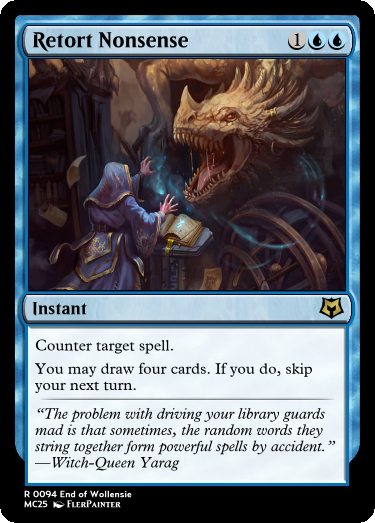 Retort Nonsense 1
Instant
Counter target spell.
You may draw four cards. If you do, skip
your next turn.
“The problem with driving your library guards
mad is that sometimes, the random words they
string together form powerful spells by accident.”
—Witch-Queen Yarag
R 0094 End of Wollensie
MC25 FlerPainter